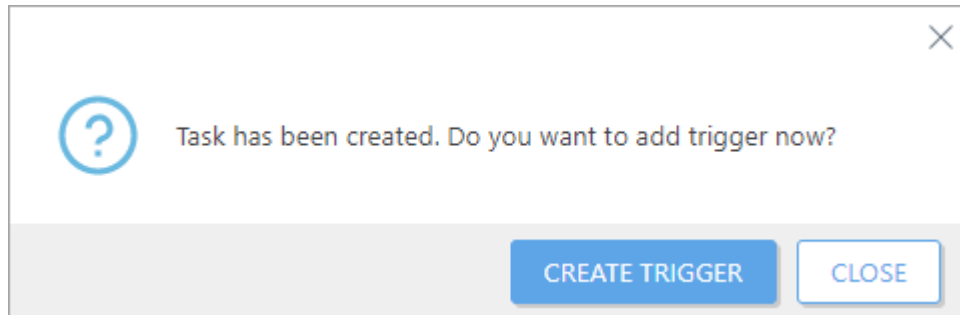 Task has been created. Do you want to add trigger now?
CREATE TRIGGER
CLOSE